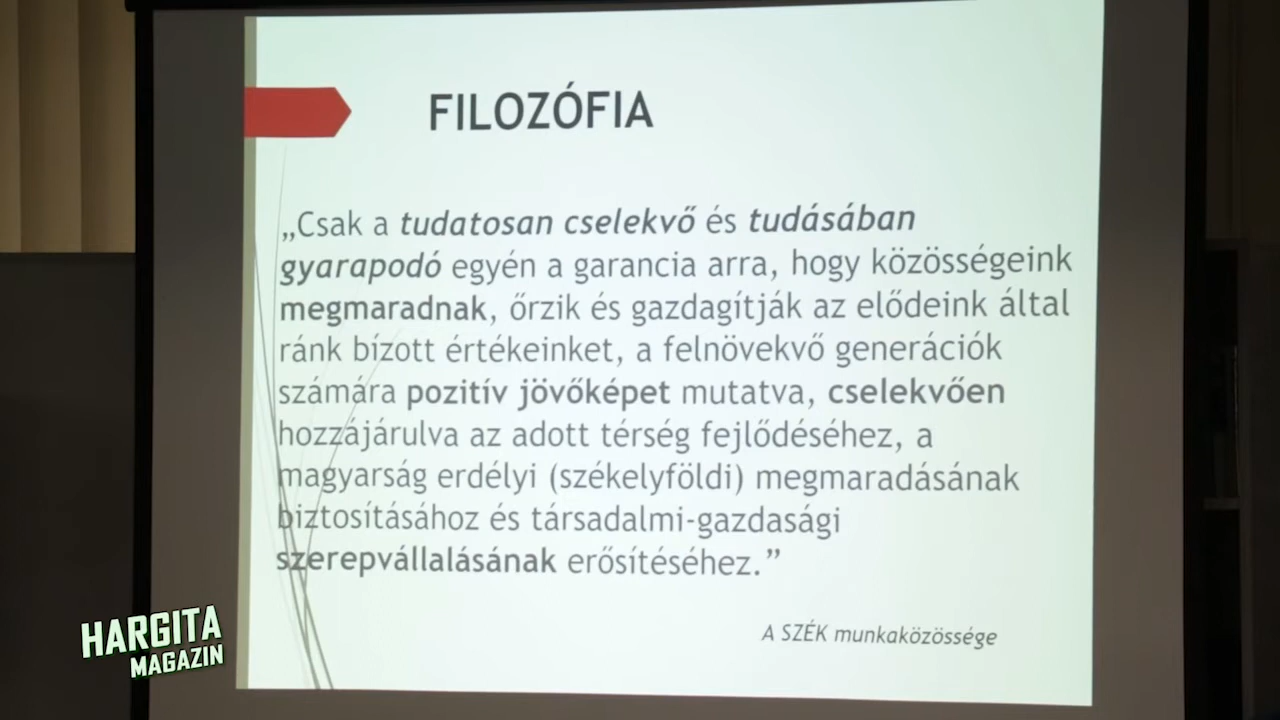 FILOZÓFIA
„Csak a tudatosan cselekvő és tudásában
gyarapodó egyén a garancia arra, hogy közösségeink
megmaradnak, őrzik és gazdagítják az elődeink által
ránk bízott értékeinket, a felnövekvő generációk
számára pozitív jövőképet mutatva, cselekvően
hozzájárulva az adott térség fejlődéséhez, a
magyarság erdélyi (székelyföldi) megmaradásának
biztosításához és társadalmi-gazdasági
szerepvállalásának erősítéséhez.”
A SZÉK munkaközössége
HARGITA
MAGAZIN